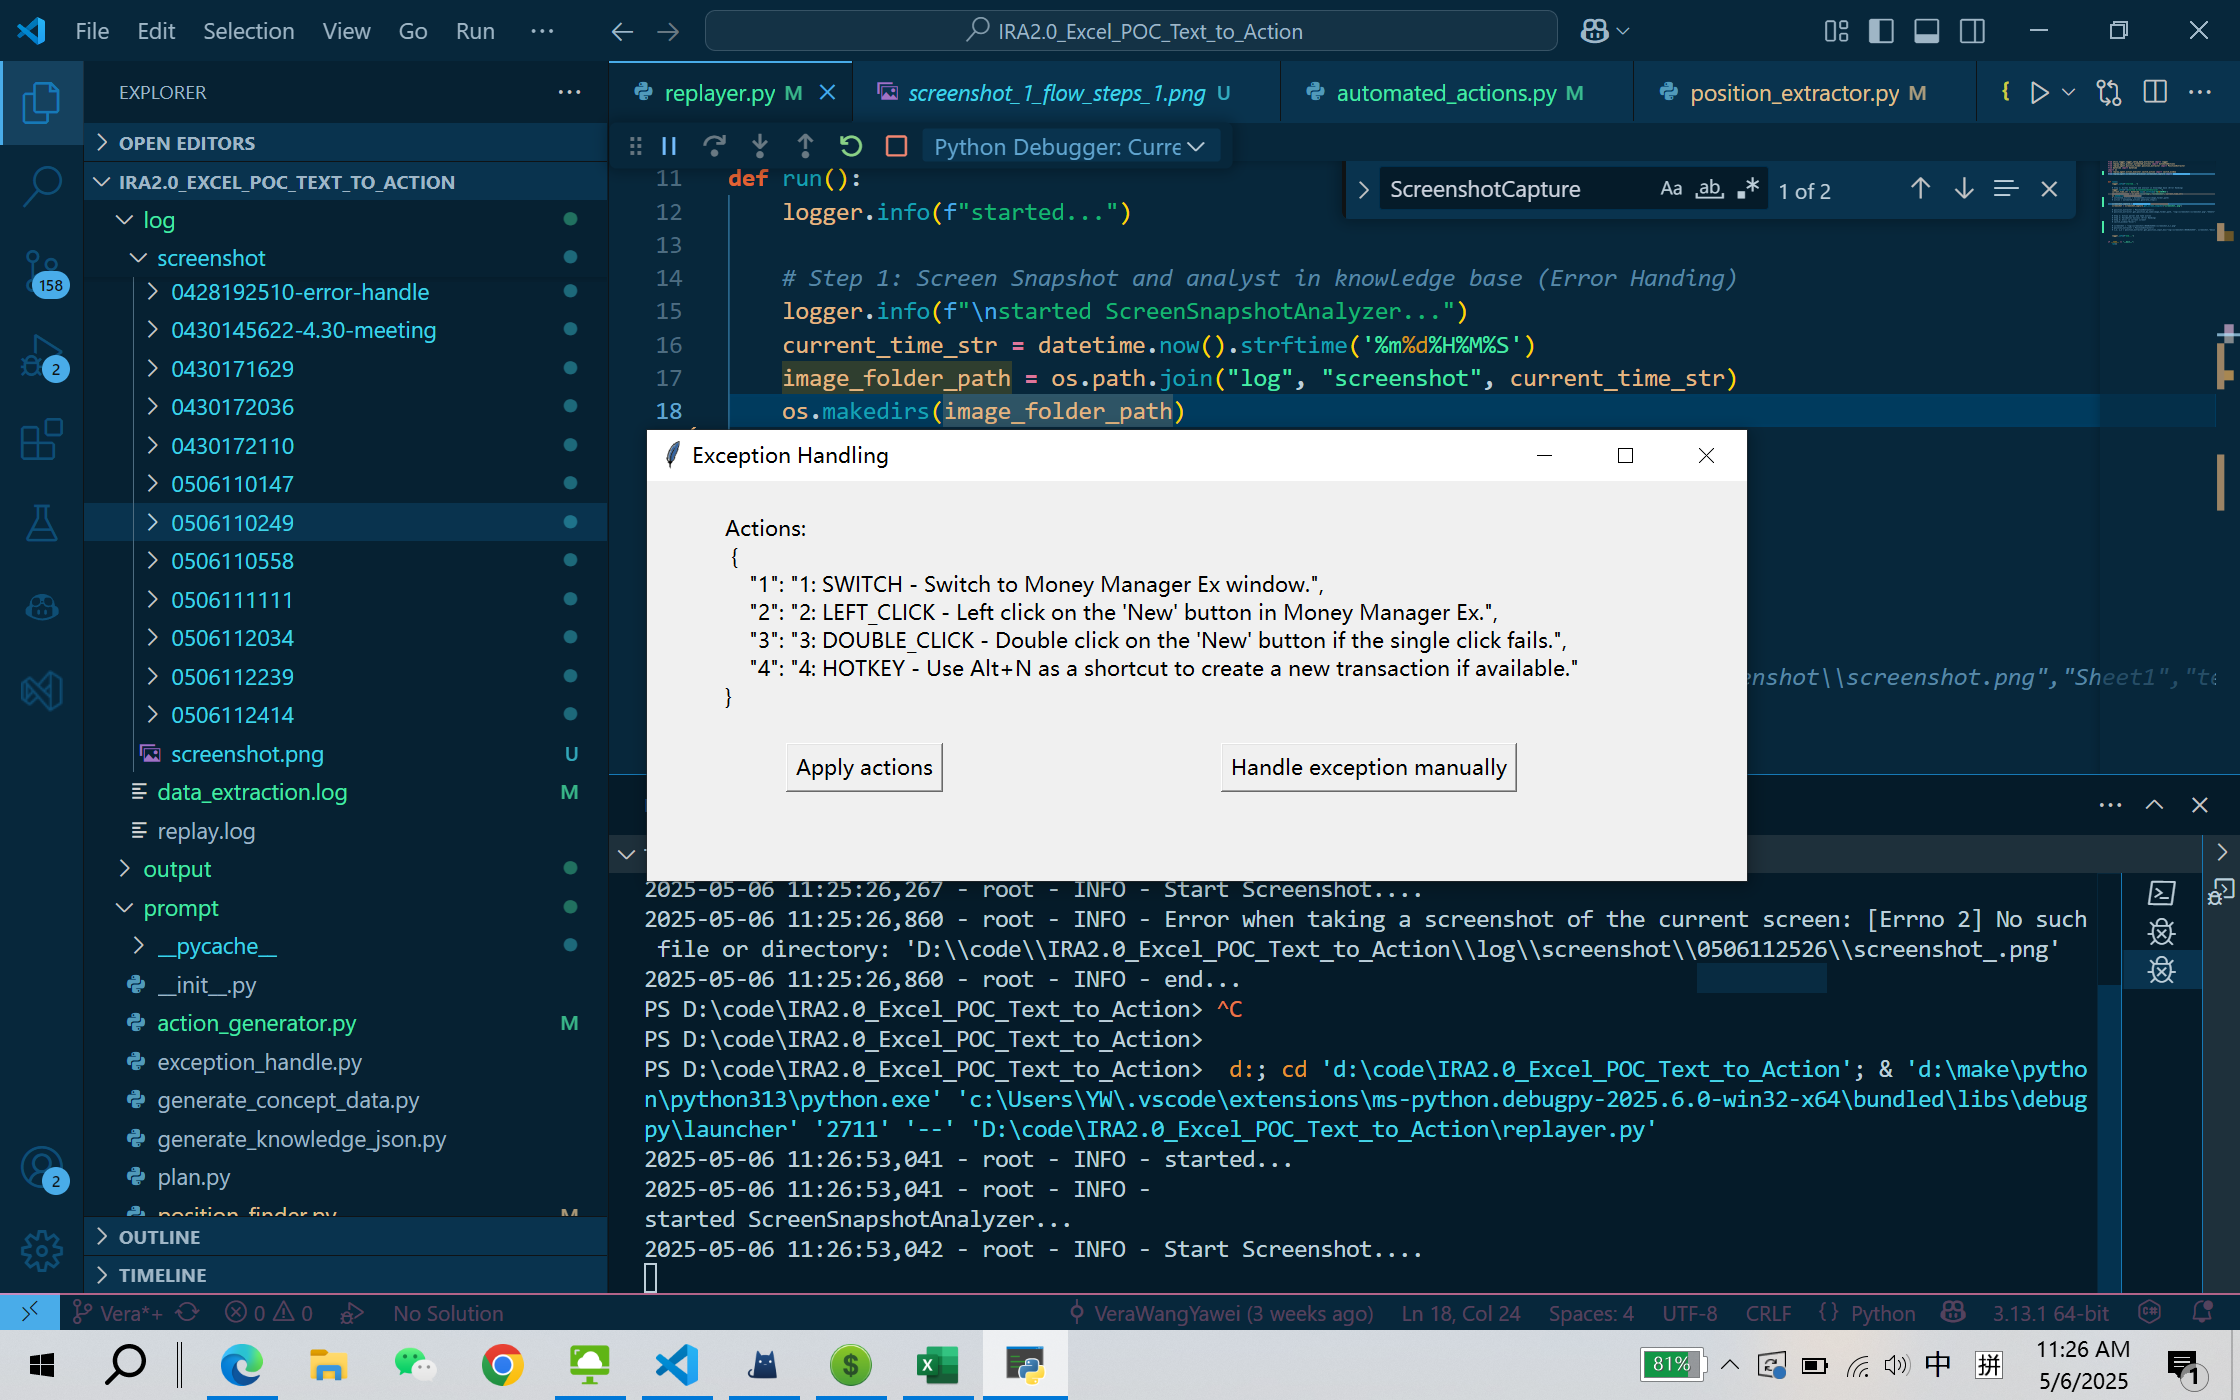 File Edit Selection View Go Run ···
IRA2.0_Excel_POC_Text_to_Action
EXPLORER
OPEN EDITORS
IRA2.0_EXCEL_POC_TEXT_TO_ACTION
log
screenshot
0428192510-error-handle
0430145622-4.30-meeting
0430171629
0430172036
0430172110
0506110147
0506110249
0506110558
0506111111
0506112034
0506112239
0506112414
screenshot.png U
data_extraction.log M
replay.log
output
prompt
__pycache__
__init__.py
action_generator.py M
exception_handle.py
generate_concept_data.py
generate_knowledge_json.py
plan.py
position_finder.py M
OUTLINE
TIMELINE
158
2
2
replayer.py M
screenshot_1_flow_steps_1.png U
automated_actions.py M
position_extractor.py M
Python Debugger: Curre
ScreenshotCapture
Aa ab
1 of 2
11 def run():
12 logger.info(f"started...")
13
14 # Step 1: Screen Snapshot and analyst in knowledge base (Error Handing)
15 logger.info(f"\nstarted ScreenSnapshotAnalyzer...")
16 current_time_str = datetime.now().strftime('%m%d%H%M%S')
17 image_folder_path = os.path.join("log", "screenshot", current_time_str)
18 os.makedirs(image_folder_path)
enshot\\screenshot.png","Sheet1","te
Exception Handling
Actions:
{
"1": "1: SWITCH - Switch to Money Manager Ex window.",
"2": "2: LEFT_CLICK - Left click on the 'New' button in Money Manager Ex.",
"3": "3: DOUBLE_CLICK - Double click on the 'New' button if the single click fails.",
"4": "4: HOTKEY - Use Alt+N as a shortcut to create a new transaction if available."
}
Apply actions
Handle exception manually
2025-05-06 11:25:26,267 - root - INFO - Start Screenshot....
2025-05-06 11:25:26,860 - root - INFO - Error when taking a screenshot of the current screen: [Errno 2] No such
file or directory: 'D:\\code\\IRA2.0_Excel_POC_Text_to_Action\\log\\screenshot\\0506112526\\screenshot_.png'
2025-05-06 11:25:26,860 - root - INFO - end...
PS D:\code\IRA2.0_Excel_POC_Text_to_Action> ^C
PS D:\code\IRA2.0_Excel_POC_Text_to_Action>
PS D:\code\IRA2.0_Excel_POC_Text_to_Action> d:; cd 'd:\code\IRA2.0_Excel_POC_Text_to_Action'; & 'd:\make\pytho
n\python313\python.exe' 'c:\Users\YW\.vscode\extensions\ms-python.debugpy-2025.6.0-win32-x64\bundled\libs\debug
py\launcher' '2711' '--' 'D:\code\IRA2.0_Excel_POC_Text_to_Action\replayer.py'
2025-05-06 11:26:53,041 - root - INFO - started...
2025-05-06 11:26:53,041 - root - INFO -
started ScreenSnapshotAnalyzer...
2025-05-06 11:26:53,042 - root - INFO - Start Screenshot....
Vera*+ 0 0 No Solution
VeraWangYawei (3 weeks ago) Ln 18, Col 24 Spaces: 4 UTF-8 CRLF {} Python 3.13.1 64-bit
81% 中 拼
11:26 AM
5/6/2025
1